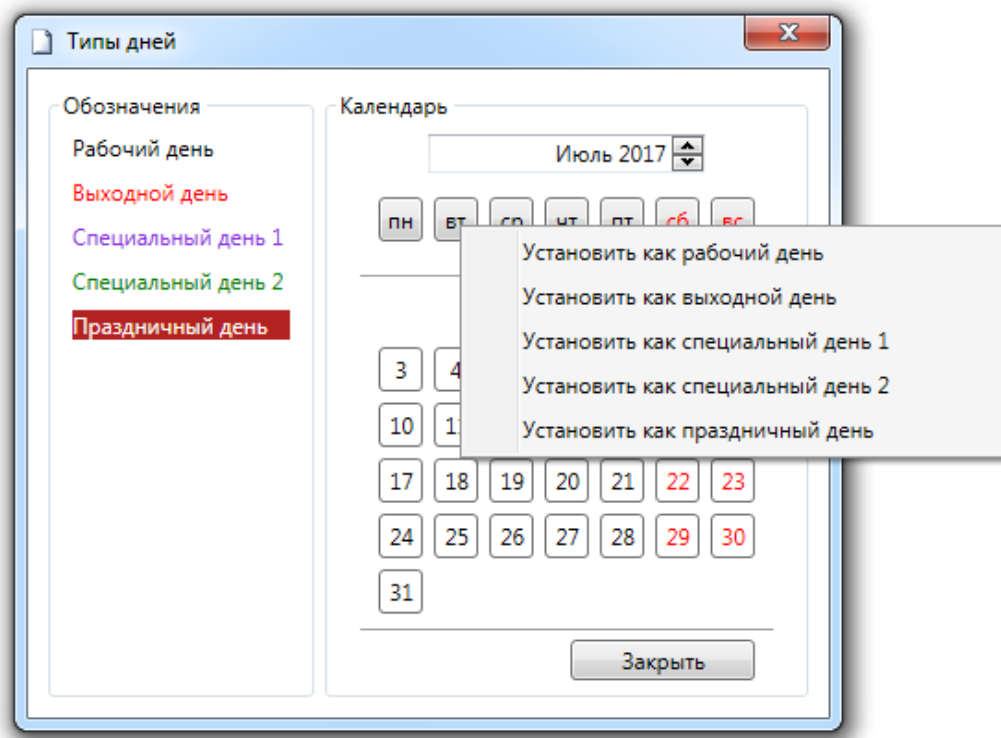 Типы дней
Обозначения
Рабочий день
Выходной день
Специальный день 1
Специальный день 2
Праздничный день
Календарь
Июль 2017
пн вт ср чт пт сб вс
Установить как рабочий день
Установить как выходной день
Установить как специальный день 1
Установить как специальный день 2
Установить как праздничный день
3
10
17 18 19 20 21 22 23
24 25 26 27 28 29 30
31
Закрыть